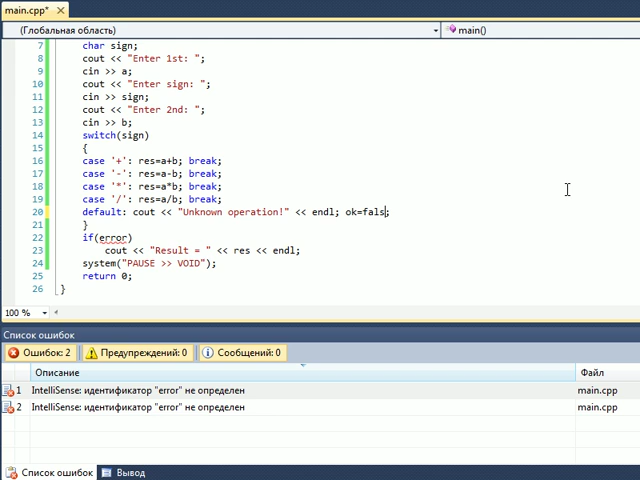 main.cpp*
(Глобальная область) main()
7 char sign;
8 cout << "Enter 1st: ";
9 cin >> a;
10 cout << "Enter sign: ";
11 cin >> sign;
12 cout << "Enter 2nd: ";
13 cin >> b;
14 switch(sign)
15 {
16 case '+': res=a+b; break;
17 case '-': res=a-b; break;
18 case '*': res=a*b; break;
19 case '/': res=a/b; break;
20 default: cout << "Unknown operation!" << endl; ok=fals;
21 }
22 if(error)
23 cout << "Result = " << res << endl;
24 system("PAUSE >> VOID");
25 return 0;
26 }
100 %
Список ошибок
Ошибок: 2 Предупреждений: 0 Сообщений: 0
Описание Файл
1 IntelliSense: идентификатор "error" не определен main.cpp
2 IntelliSense: идентификатор "error" не определен main.cpp
Список ошибок Вывод